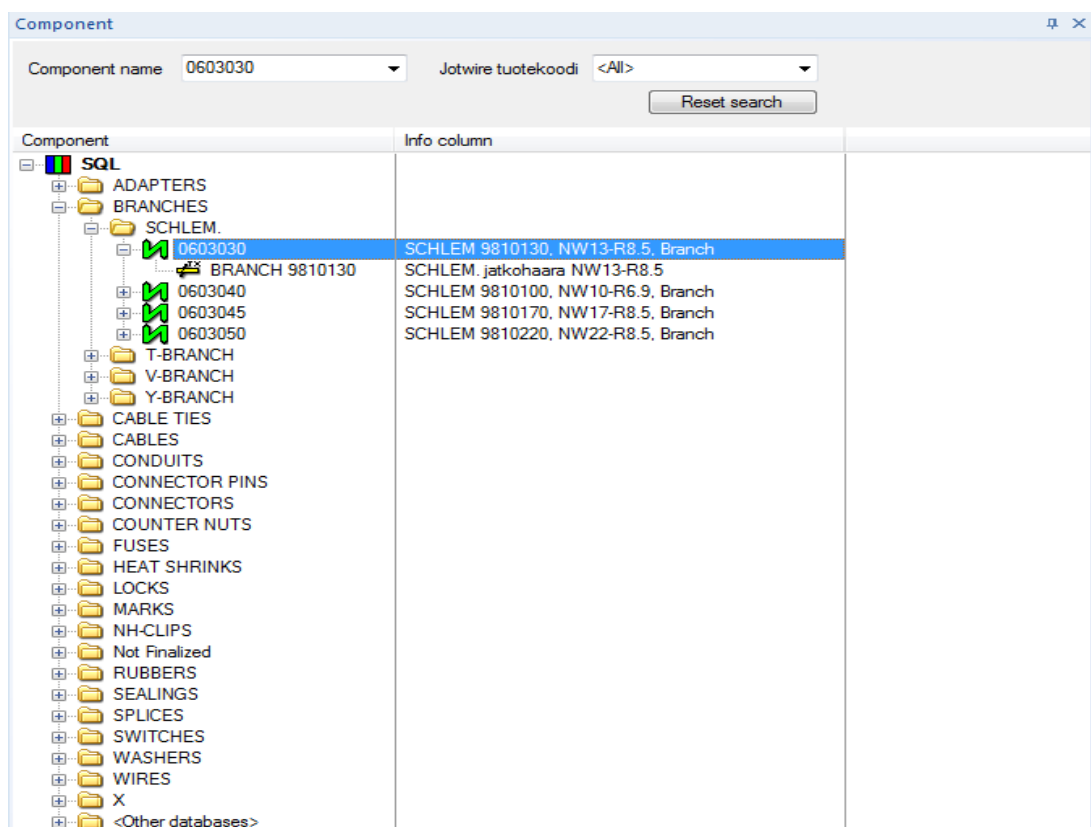 Component
Component name 0603030 Jotwire tuotekoodi <All>
Reset search
Component Info column
SQL
ADAPTERS
BRANCHES
SCHLEM.
0603030 SCHLEM 9810130, NW13-R8.5, Branch
BRANCH 9810130 SCHLEM. jatkohaara NW13-R8.5
0603040 SCHLEM 9810100, NW10-R6.9, Branch
0603045 SCHLEM 9810170, NW17-R8.5, Branch
0603050 SCHLEM 9810220, NW22-R8.5, Branch
T-BRANCH
V-BRANCH
Y-BRANCH
CABLE TIES
CABLES
CONDUITS
CONNECTOR PINS
CONNECTORS
COUNTER NUTS
FUSES
HEAT SHRINKS
LOCKS
MARKS
NH-CLIPS
Not Finalized
RUBBERS
SEALINGS
SPLICES
SWITCHES
WASHERS
WIRES
X
<Other databases>